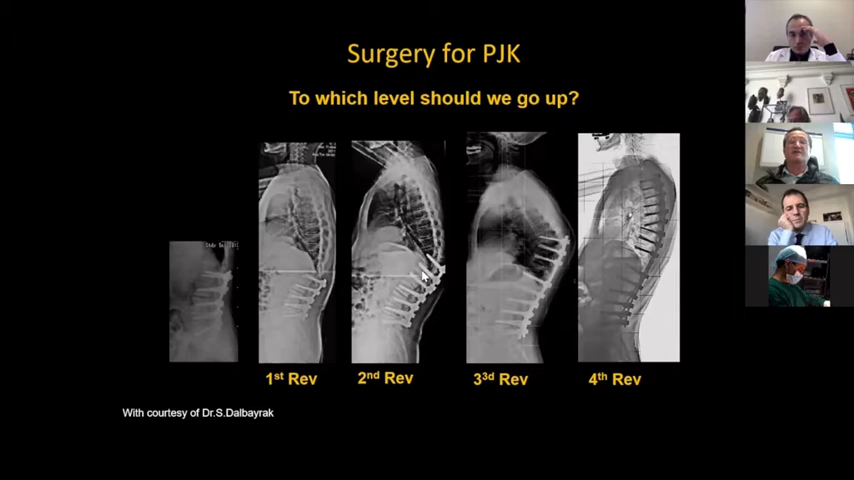 Surgery for PJK
To which level should we go up?
1st Rev
2nd Rev
33d Rev
4th Rev
With courtesy of Dr.S.Dalbayrak